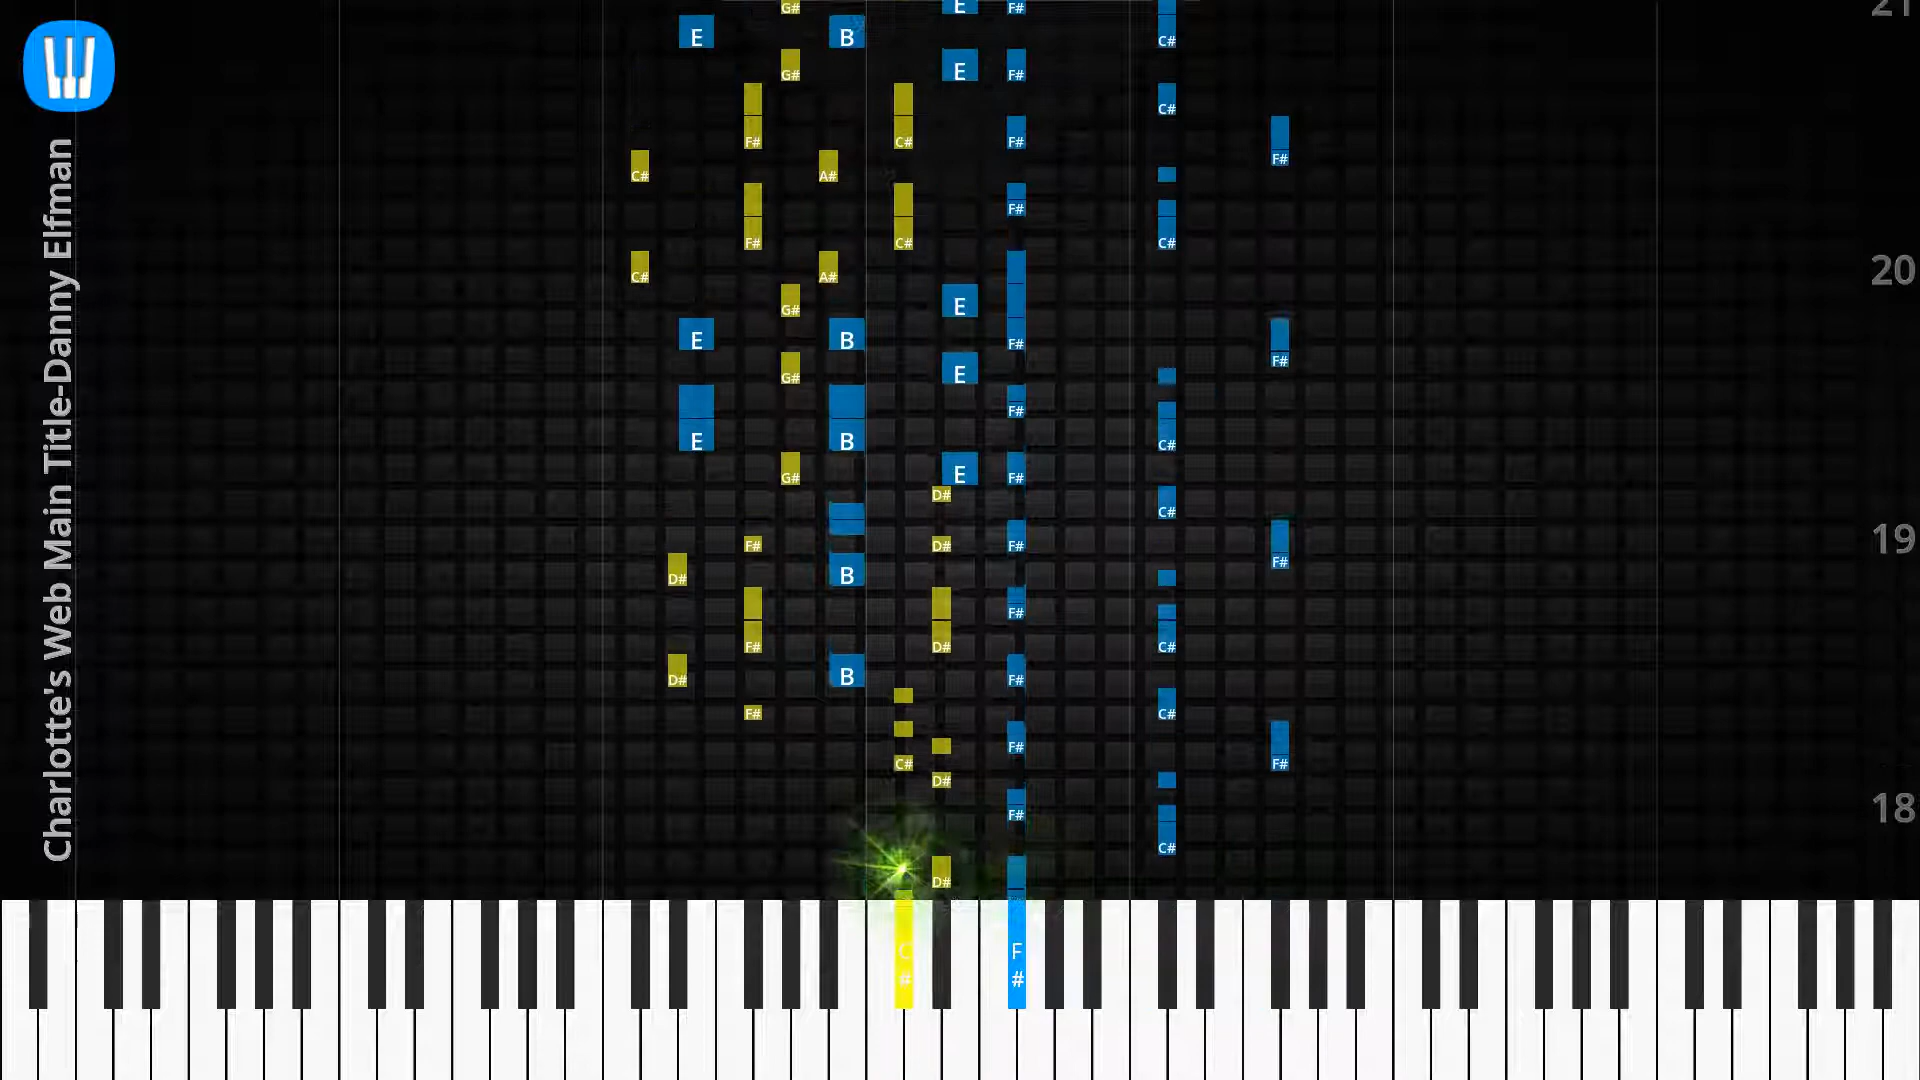 Charlotte's Web Main Title-Danny Elfman
G# E F# 21
E B C#
G# E F#
C#
F# C# F#
F#
C# A#
F#
F# C# C#
C# A# 20
G# E
E B F#
F#
G# E
F#
E B C#
G# E F#
D#
C#
F# D# F# 19
F#
D# B
F#
F# D# C#
D# B F#
F# C#
F#
C# F#
D#
F# 18
C#
D#
C
#
F
#